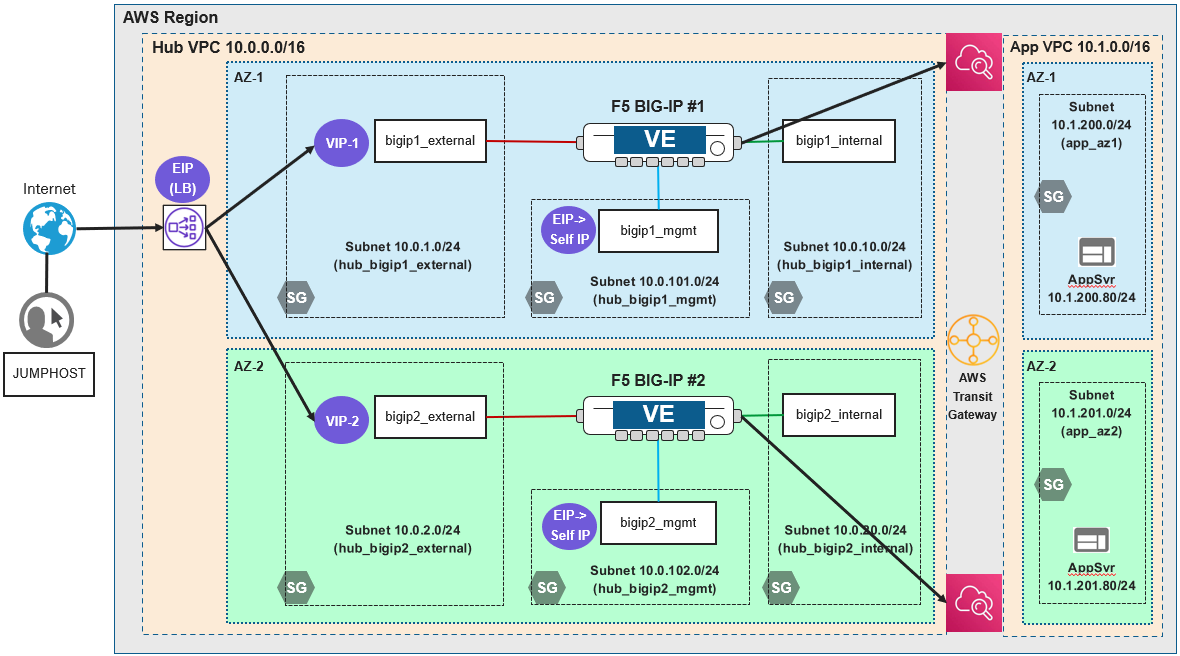 AWS Region
Hub VPC 10.0.0.0/16
App VPC 10.1.0.0/16
Internet
JUMPHOST
EIP
(LB)
AZ-1
VIP-1
bigip1_external
Subnet 10.0.1.0/24
(hub_bigip1_external)
SG
F5 BIG-IP #1
VE
EIP->
Self IP
bigip1_mgmt
Subnet 10.0.101.0/24
(hub_bigip1_mgmt)
SG
bigip1_internal
Subnet 10.0.10.0/24
(hub_bigip1_internal)
SG
AZ-2
VIP-2
bigip2_external
Subnet 10.0.2.0/24
(hub_bigip2_external)
SG
F5 BIG-IP #2
VE
EIP->
Self IP
bigip2_mgmt
Subnet 10.0.102.0/24
(hub_bigip2_mgmt)
SG
bigip2_internal
Subnet 10.0.20.0/24
(hub_bigip2_internal)
SG
AWS
Transit
Gateway
AZ-1
Subnet
10.1.200.0/24
(app_az1)
SG
AppSvr
10.1.200.80/24
AZ-2
Subnet
10.1.201.0/24
(app_az2)
SG
AppSvr
10.1.201.80/24